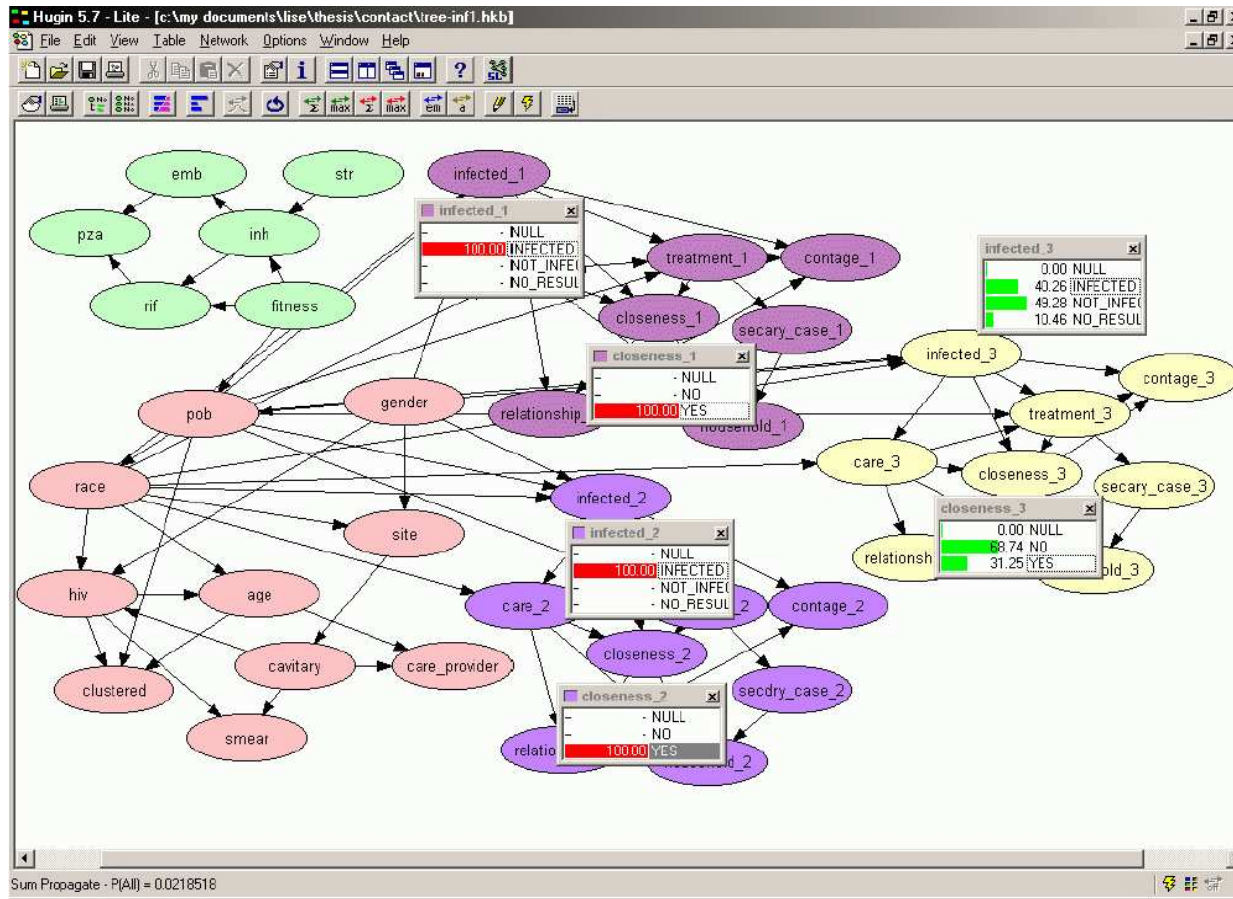 Hugin 5.7 - Lite - [c:\my documents\lise\thesis\contact\tree-inf1.hkb]
File Edit View Table Network Options Window Help
emb
str
infected_1
pza
inh
rif
fitness
infected_1
- NULL
100.00 INFECTED
- NOT_INFE
- NO_RESUL
treatment_1
contage_1
closeness_1
secary_case_1
closeness_1
- NULL
- NO
100.00 YES
relationship_
household_1
infected_3
0.00 NULL
40.26 INFECTED
49.28 NOT_INFE
10.46 NO_RESUL
infected_3
contage_3
treatment_3
care_3
closeness_3
secary_case_3
closeness_3
0.00 NULL
68.74 NO
31.25 YES
relationsh
old_3
pob
gender
race
infected_2
site
infected_2
- NULL
100.00 INFECTED
- NOT_INFE
- NO_RESUL
hiv
age
care_2
_2
contage_2
closeness_2
clustered
cavitary
care_provider
secdry_case_2
closeness_2
- NULL
- NO
100.00 YES
smear
relatio
household_2
Sum Propagate - P(All) = 0.0218518